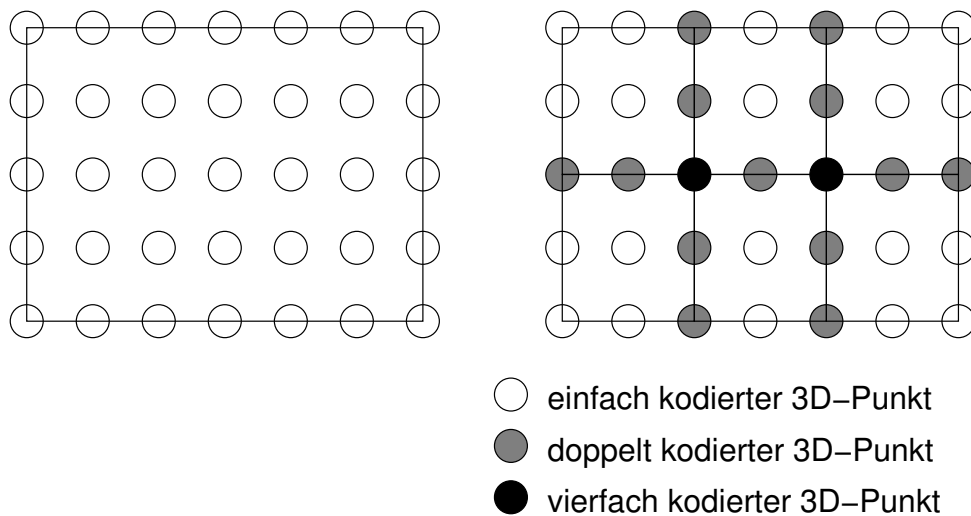 einfach kodierter 3D−Punkt
doppelt kodierter 3D−Punkt
vierfach kodierter 3D−Punkt